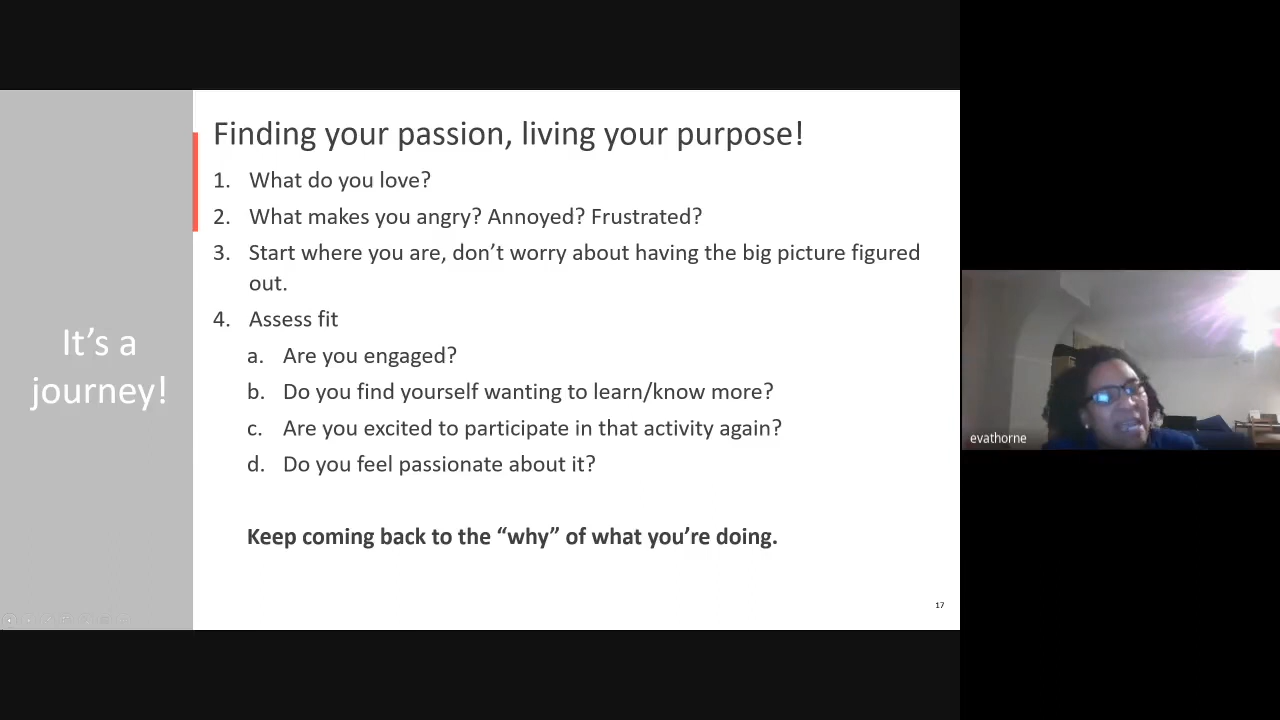 It’s a
journey!
Finding your passion, living your purpose!
1. What do you love?
2. What makes you angry? Annoyed? Frustrated?
3. Start where you are, don’t worry about having the big picture figured
out.
4. Assess fit
a. Are you engaged?
b. Do you find yourself wanting to learn/know more?
c. Are you excited to participate in that activity again?
d. Do you feel passionate about it?
Keep coming back to the “why” of what you’re doing.
17
evathorne